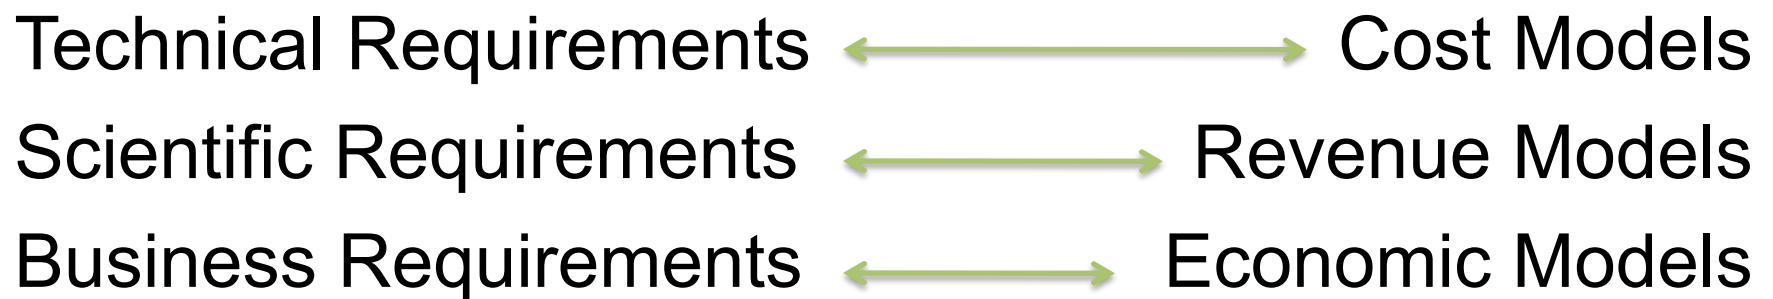 Technical Requirements Cost Models
Scientific Requirements Revenue Models
Business Requirements Economic Models